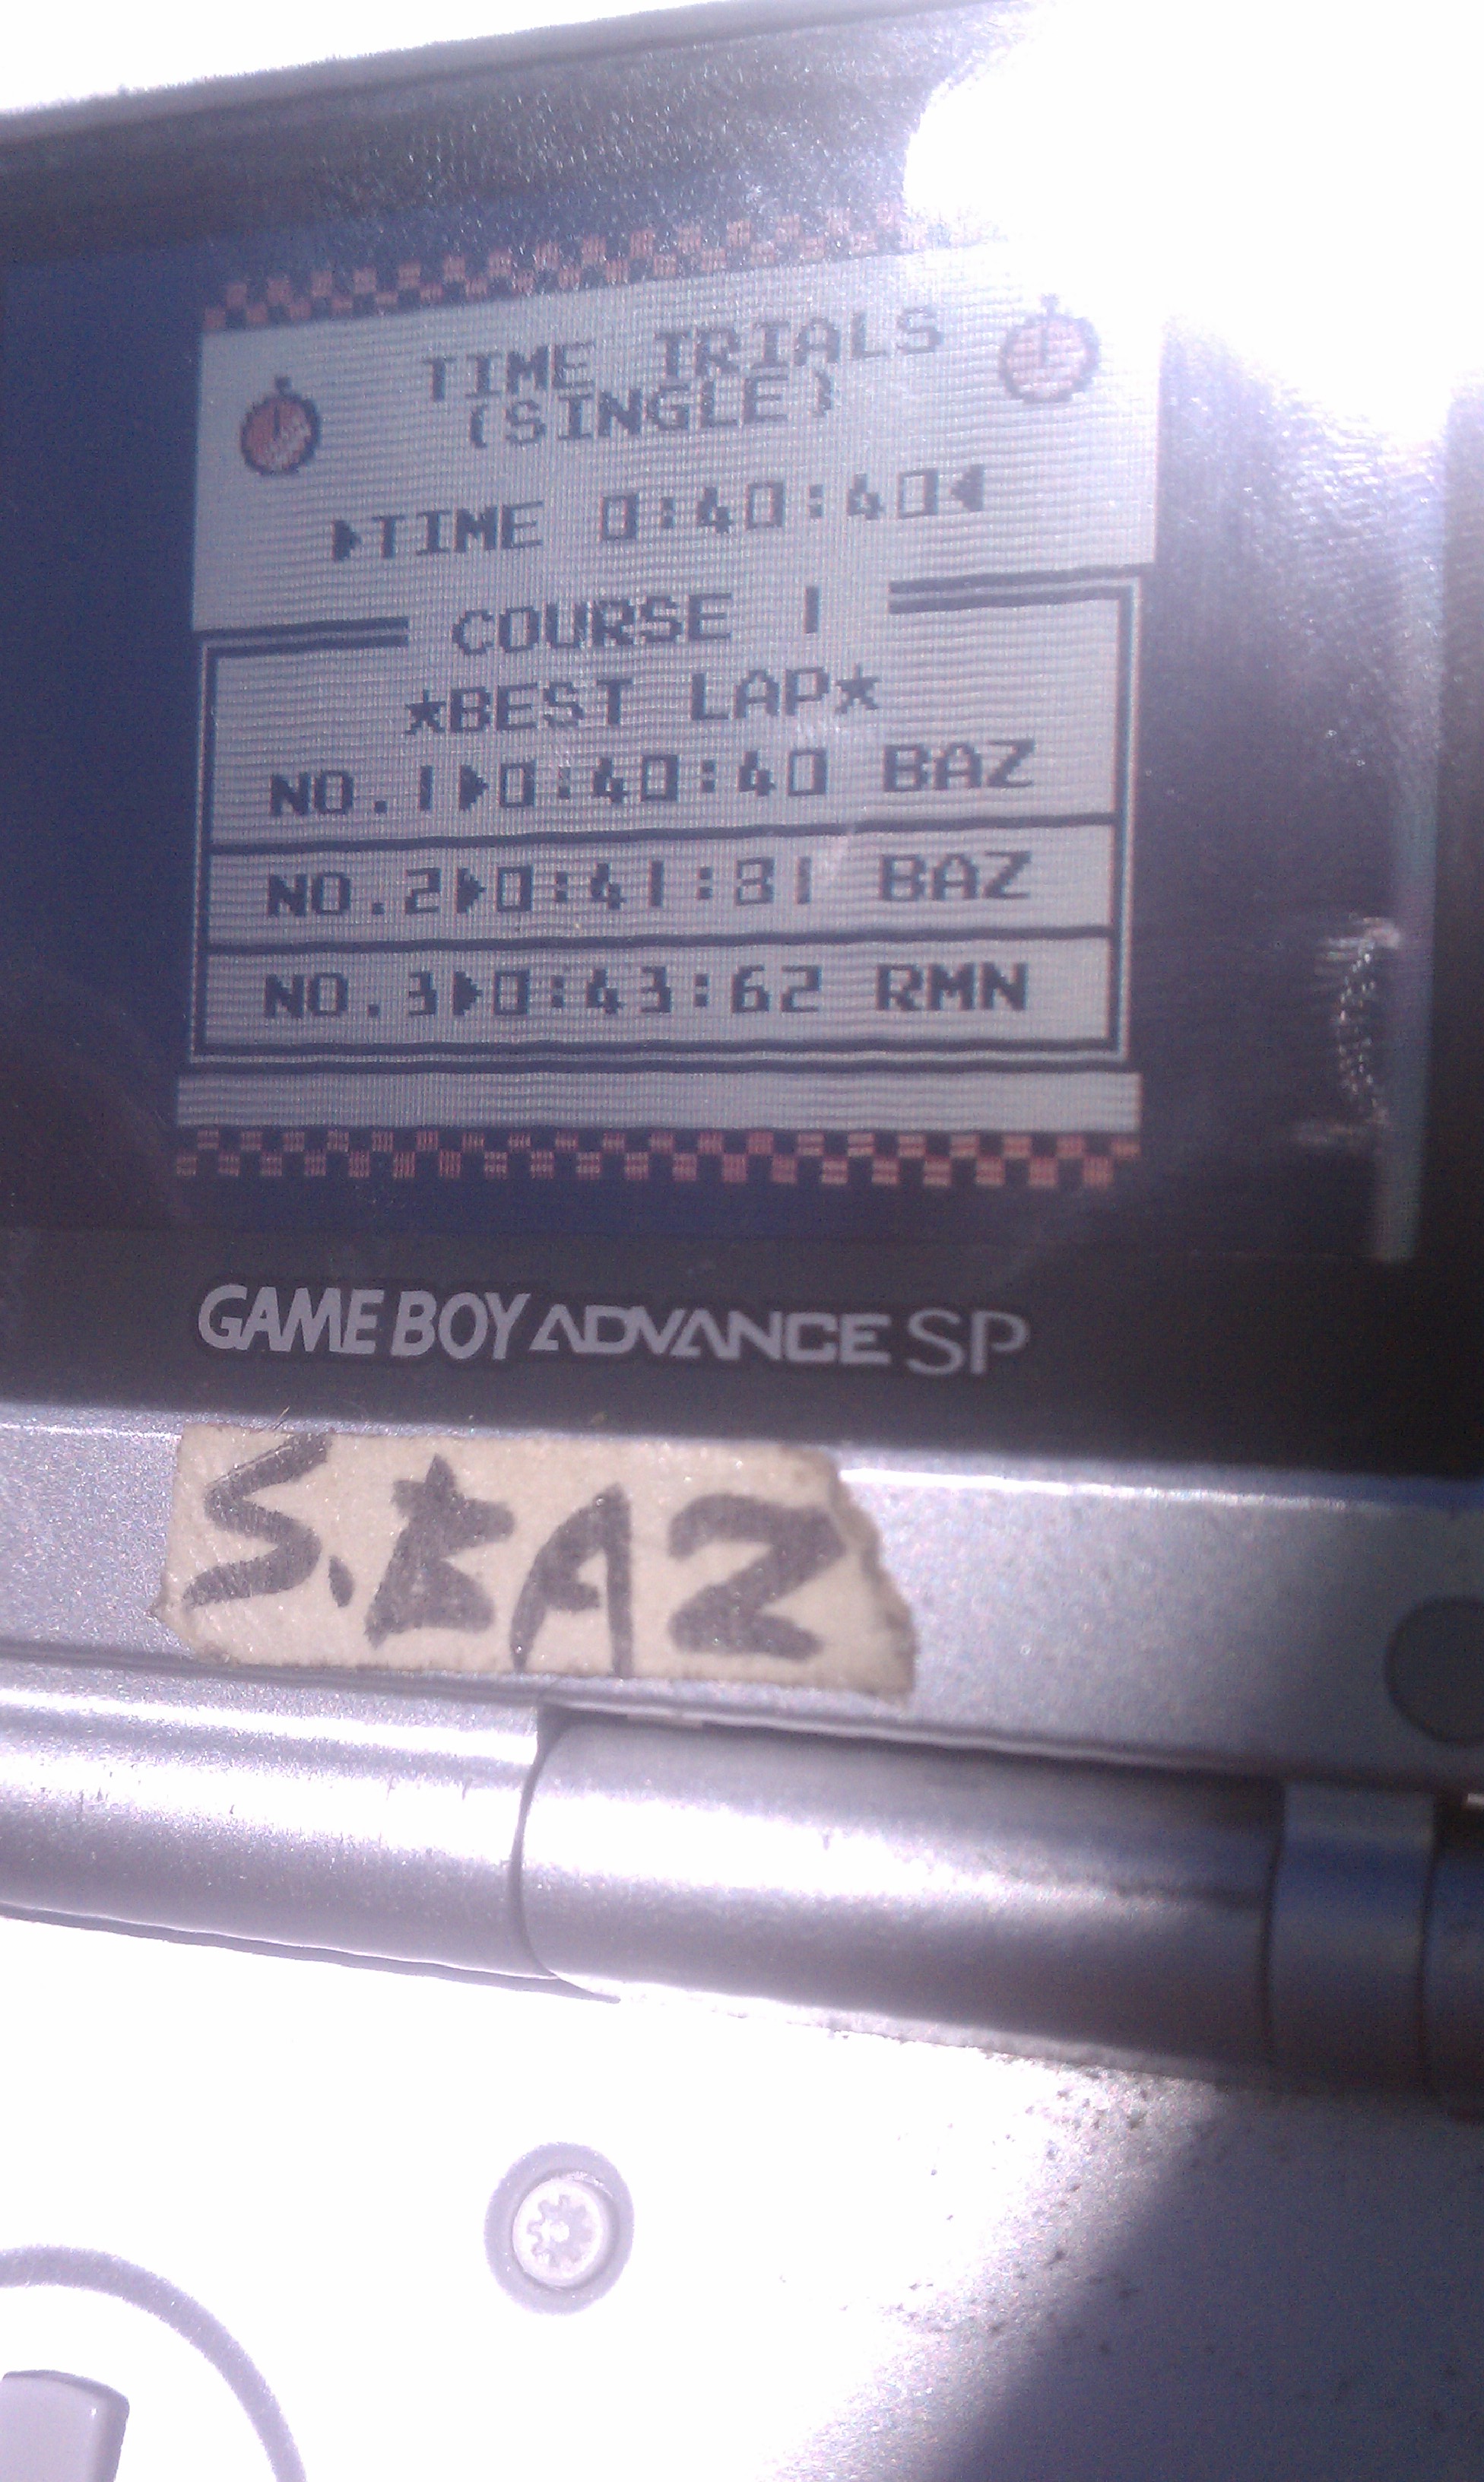 TIME TRIALS
(SINGLE)
▶TIME 0:40:40◀
COURSE 1
★BEST LAP★
NO.1▶0:40:40 BAZ
NO.2▶0:41:31 BAZ
NO.3▶0:43:62 RMN
GAME BOY ADVANCE SP
S.BAZ